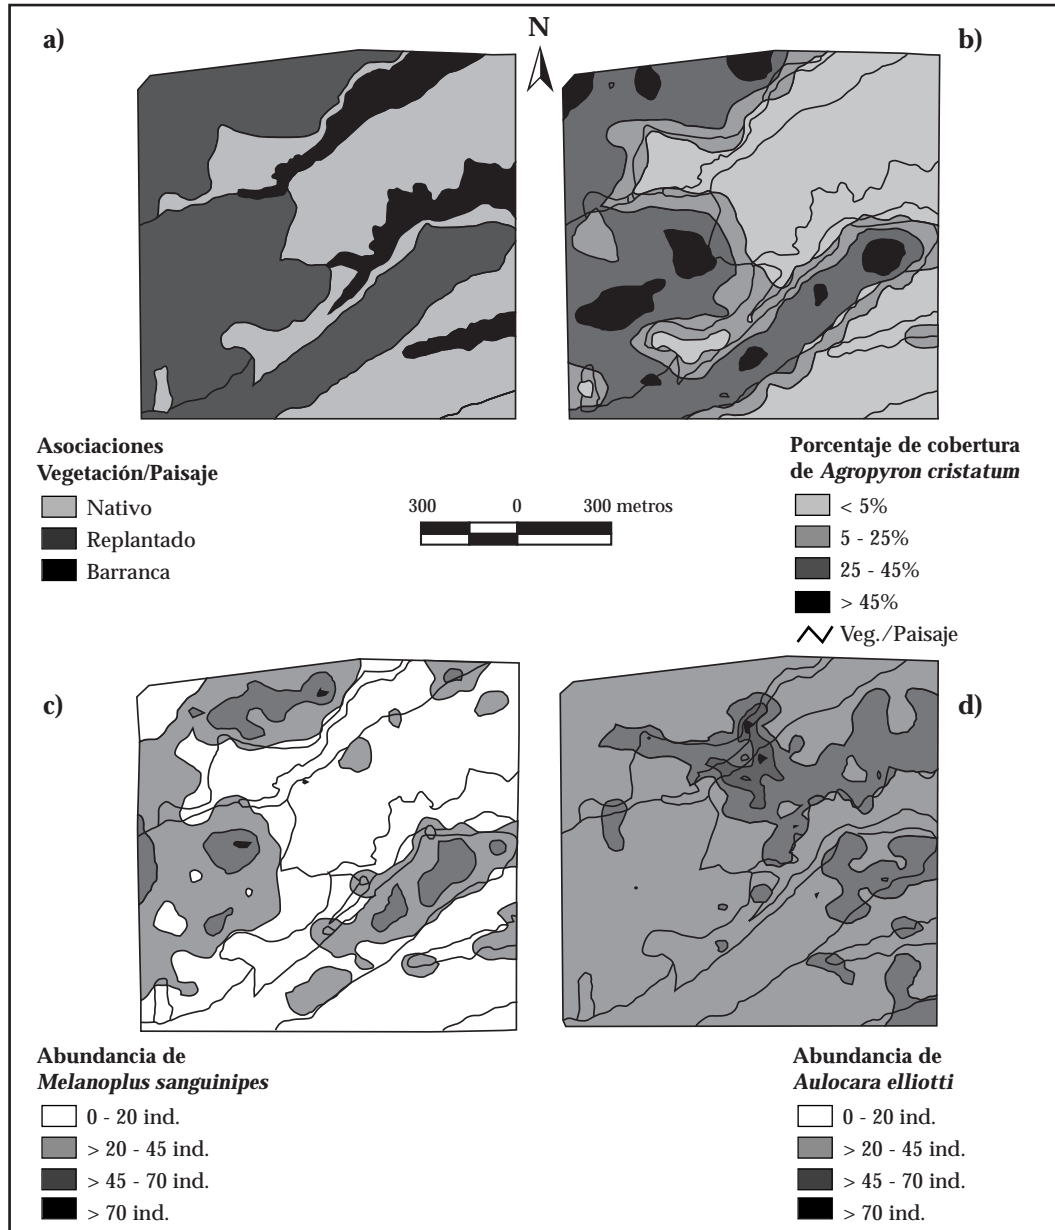 a)
N
b)
Asociaciones
Vegetación/Paisaje
Nativo
Replantado
Barranca
300 0 300 metros
Porcentaje de cobertura
de Agropyron cristatum
< 5%
5 - 25%
25 - 45%
> 45%
Veg./Paisaje
c)
d)
Abundancia de
Melanoplus sanguinipes
0 - 20 ind.
> 20 - 45 ind.
> 45 - 70 ind.
> 70 ind.
Abundancia de
Aulocara elliotti
0 - 20 ind.
> 20 - 45 ind.
> 45 - 70 ind.
> 70 ind.